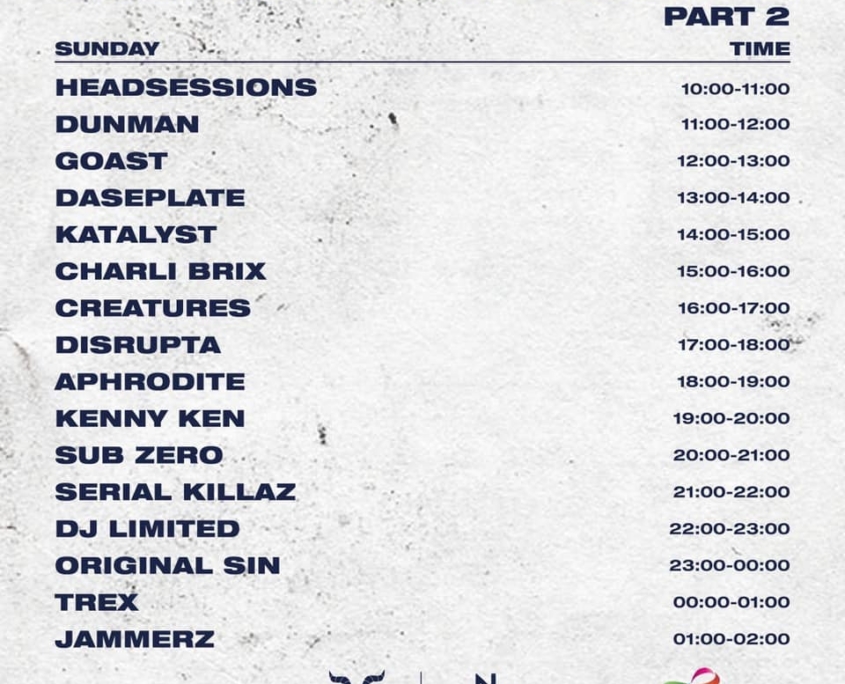 PART 2
SUNDAY TIME
HEADSESSIONS 10:00-11:00
DUNMAN 11:00-12:00
GOAST 12:00-13:00
DASEPLATE 13:00-14:00
KATALYST 14:00-15:00
CHARLI BRIX 15:00-16:00
CREATURES 16:00-17:00
DISRUPTA 17:00-18:00
APHRODITE 18:00-19:00
KENNY KEN 19:00-20:00
SUB ZERO 20:00-21:00
SERIAL KILLAZ 21:00-22:00
DJ LIMITED 22:00-23:00
ORIGINAL SIN 23:00-00:00
TREX 00:00-01:00
JAMMERZ 01:00-02:00